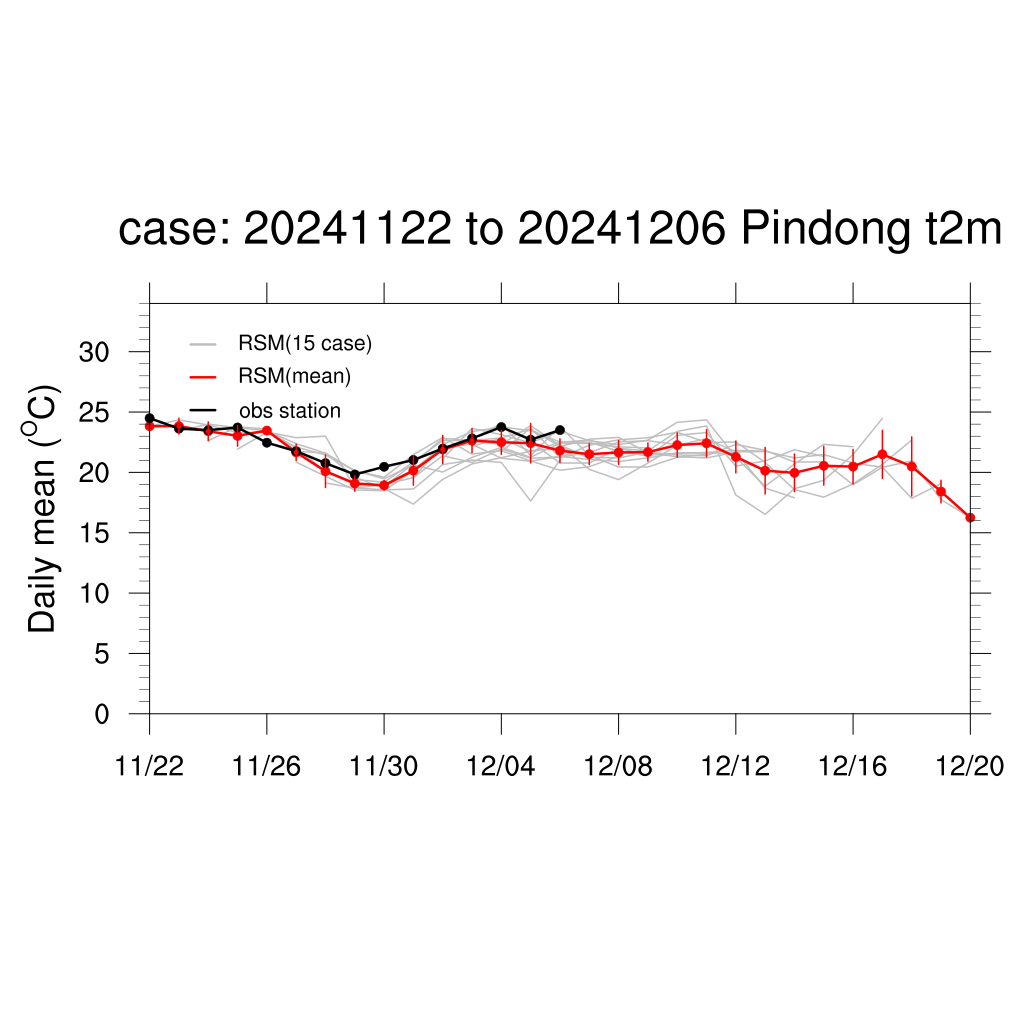 case: 20241122 to 20241206 Pindong t2m
RSM(15 case)
RSM(mean)
obs station
Daily mean (°C)
30
25
20
15
10
5
0
11/22 11/26 11/30 12/04 12/08 12/12 12/16 12/20